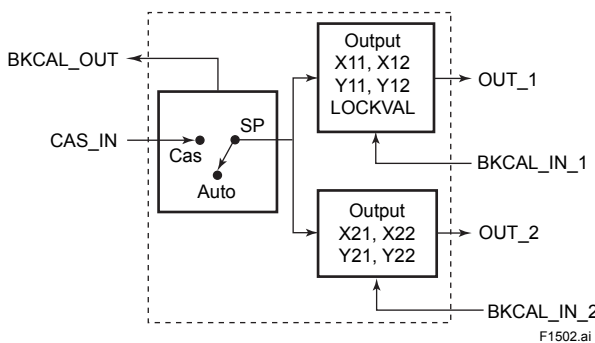 BKCAL_OUT
CAS_IN
Cas
SP
Auto
Output
X11, X12
Y11, Y12
LOCKVAL
OUT_1
BKCAL_IN_1
Output
X21, X22
Y21, Y22
OUT_2
BKCAL_IN_2
F1502.ai